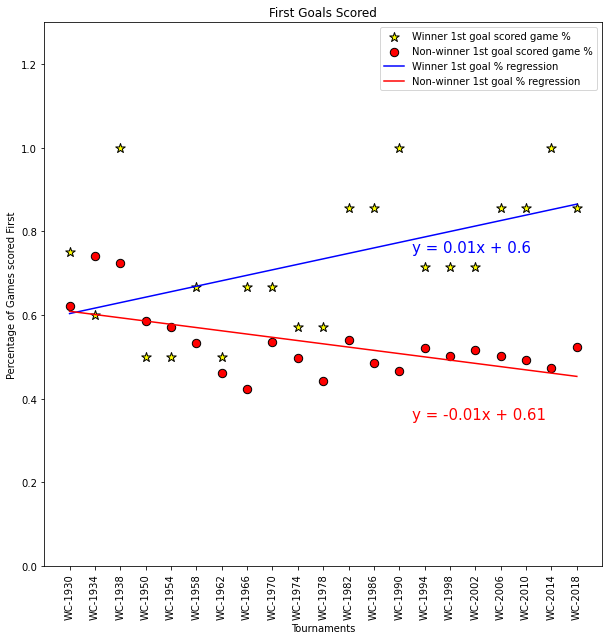 First Goals Scored
Winner 1st goal scored game %
Non-winner 1st goal scored game %
Winner 1st goal % regression
Non-winner 1st goal % regression
Percentage of Games scored First
1.2
1.0
0.8
0.6
0.4
0.2
0.0
y = 0.01x + 0.6
y = -0.01x + 0.61
WC-1930
WC-1934
WC-1938
WC-1950
WC-1954
WC-1958
WC-1962
WC-1966
WC-1970
WC-1974
WC-1978
WC-1982
WC-1986
WC-1990
WC-1994
WC-1998
WC-2002
WC-2006
WC-2010
WC-2014
WC-2018
Tournaments